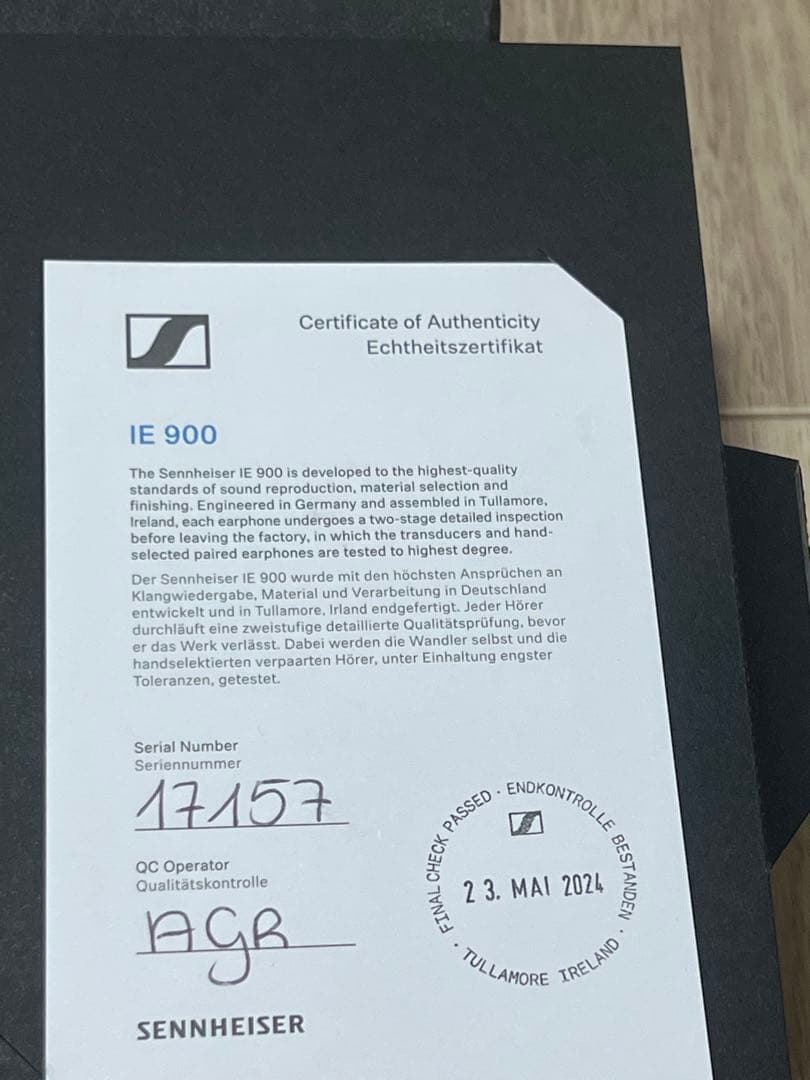 Certificate of Authenticity
Echtheitszertifikat
IE 900
The Sennheiser IE 900 is developed to the highest-quality
standards of sound reproduction, material selection and
finishing. Engineered in Germany and assembled in Tullamore,
Ireland, each earphone undergoes a two-stage detailed inspection
before leaving the factory, in which the transducers and hand-
selected paired earphones are tested to highest degree.
Der Sennheiser IE 900 wurde mit den höchsten Ansprüchen an
Klangwiedergabe, Material und Verarbeitung in Deutschland
entwickelt und in Tullamore, Irland endgefertigt. Jeder Hörer
durchläuft eine zweistufige detaillierte Qualitätsprüfung, bevor
er das Werk verlässt. Dabei werden die Wandler selbst und die
handselektierten verpaarten Hörer, unter Einhaltung engster
Toleranzen, getestet.
Serial Number
Seriennummer
17157
QC Operator
Qualitätskontrolle
AGR
FINAL CHECK PASSED · ENDKONTROLLE BESTANDEN ·
23. MAI 2024
· TULLAMORE IRELAND ·
SENNHEISER